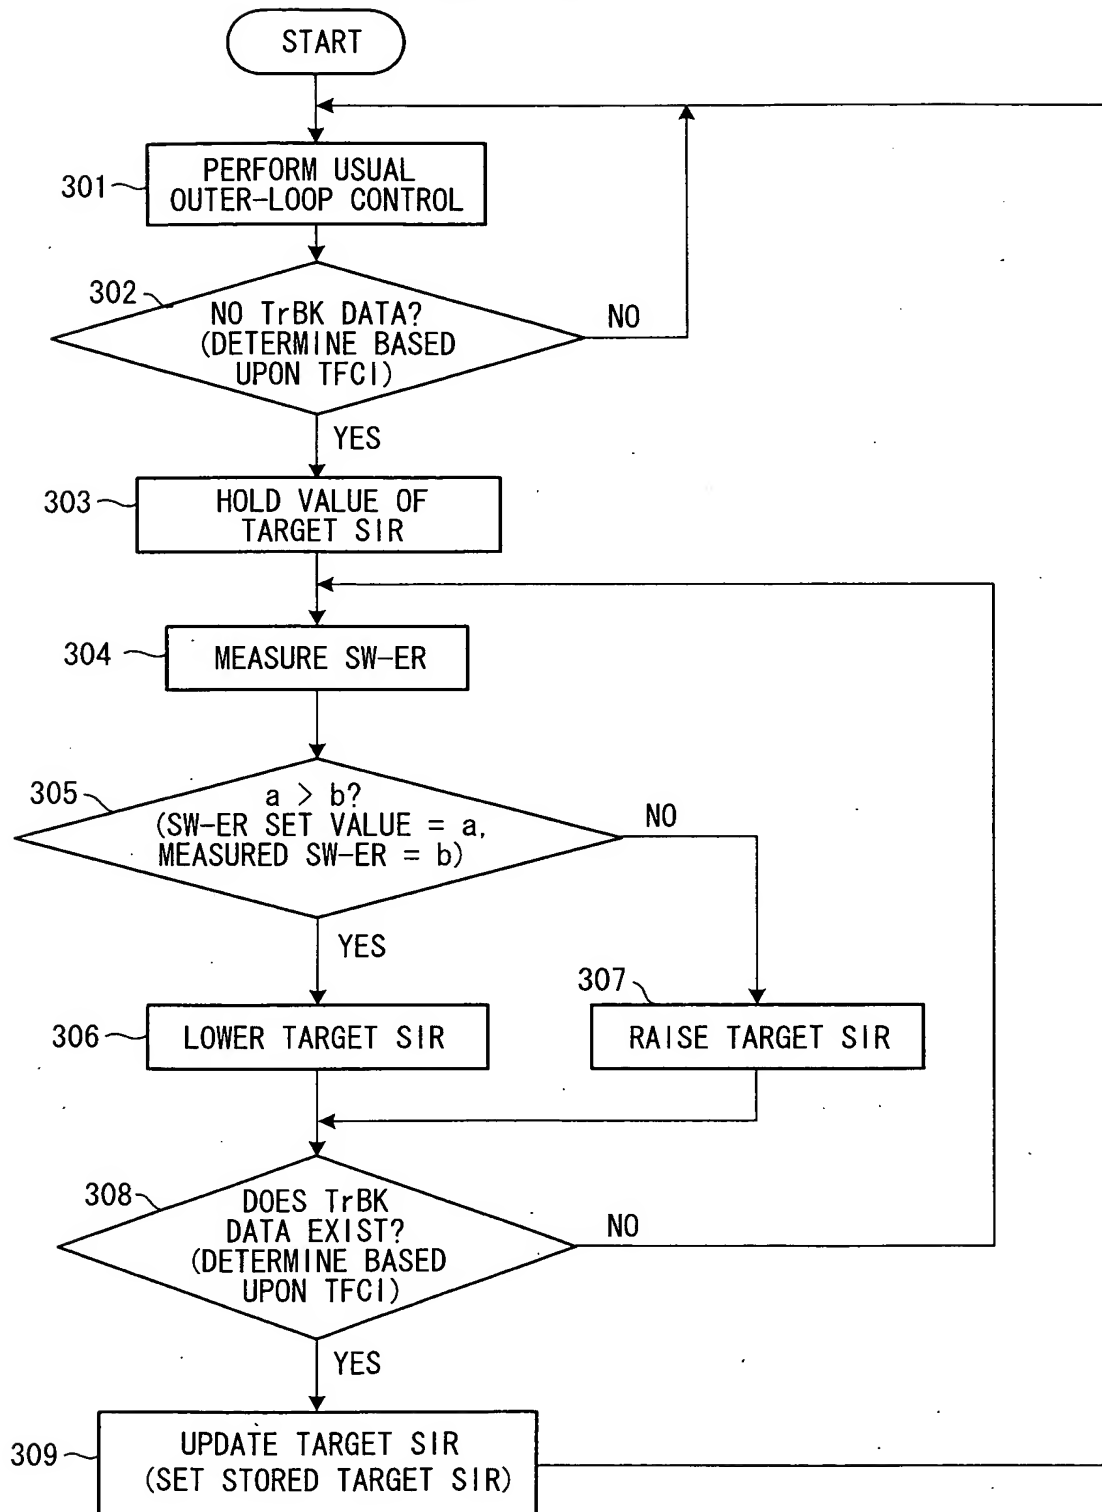 START
301
PERFORM USUAL
OUTER-LOOP CONTROL
302
NO TrBK DATA?
(DETERMINE BASED
UPON TFCI)
NO
YES
303
HOLD VALUE OF
TARGET SIR
304
MEASURE SW-ER
305
a > b?
(SW-ER SET VALUE = a,
MEASURED SW-ER = b)
NO
YES
306
LOWER TARGET SIR
307
RAISE TARGET SIR
308
DOES TrBK
DATA EXIST?
(DETERMINE BASED
UPON TFCI)
NO
YES
309
UPDATE TARGET SIR
(SET STORED TARGET SIR)